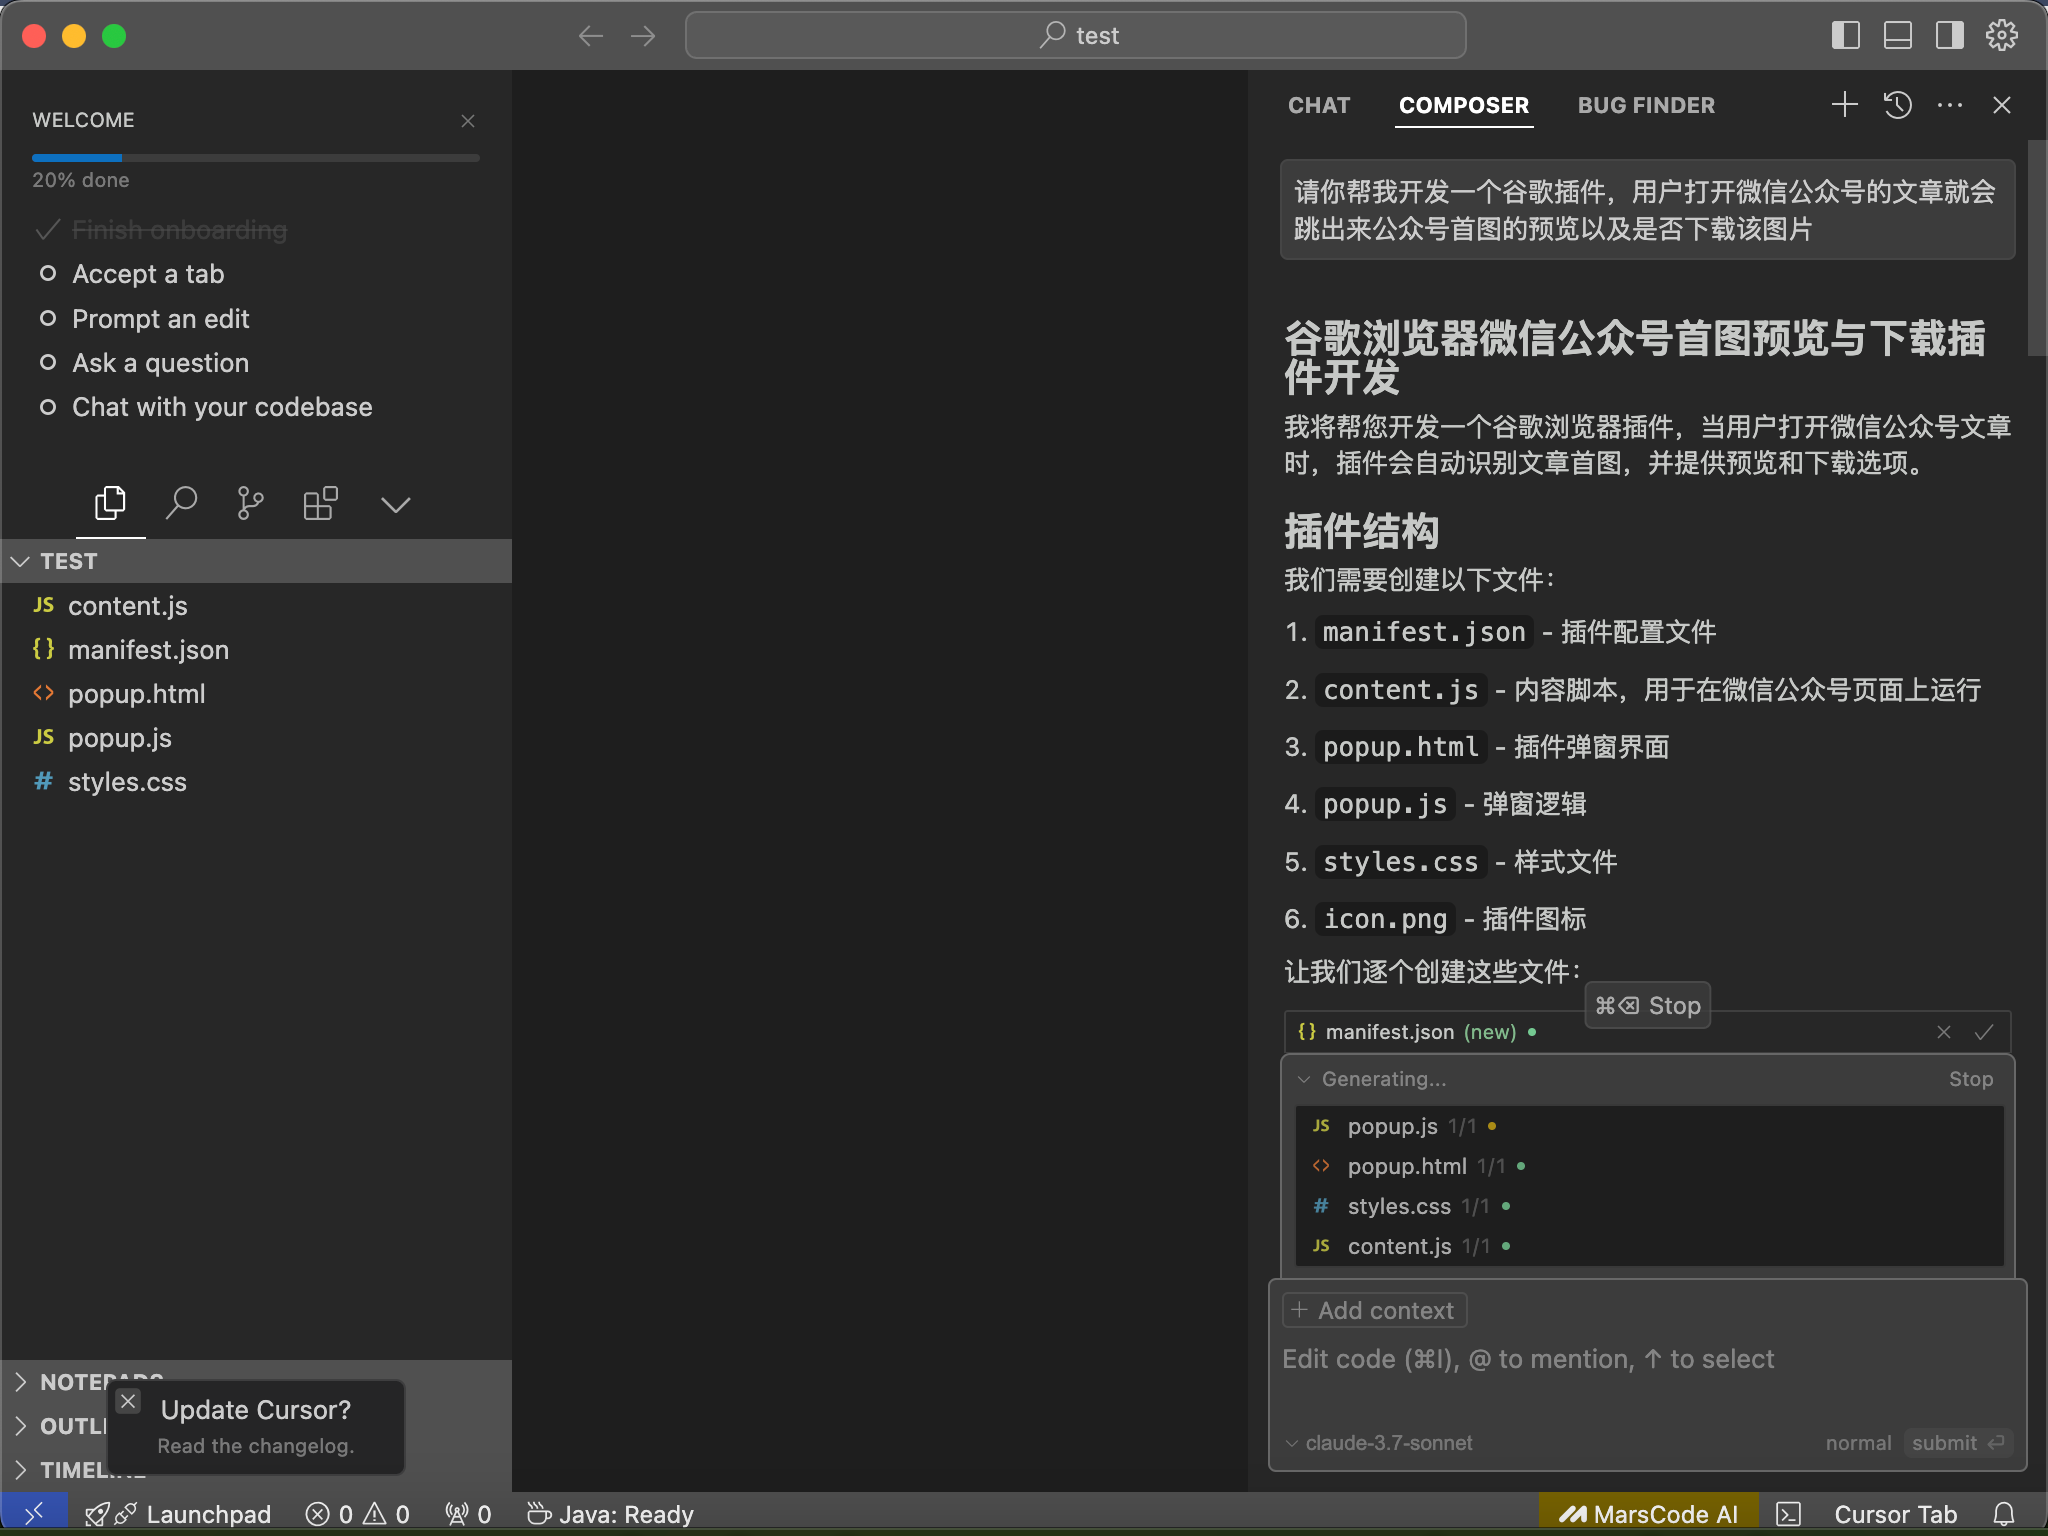 test
WELCOME
20% done
Finish onboarding
Accept a tab
Prompt an edit
Ask a question
Chat with your codebase
TEST
JS content.js
{} manifest.json
<> popup.html
JS popup.js
# styles.css
NOTEPADS
OUTLI
TIMELINE
Update Cursor?
Read the changelog.
CHAT COMPOSER BUG FINDER
请你帮我开发一个谷歌插件，用户打开微信公众号的文章就会
跳出来公众号首图的预览以及是否下载该图片
谷歌浏览器微信公众号首图预览与下载插
件开发
我将帮您开发一个谷歌浏览器插件，当用户打开微信公众号文章
时，插件会自动识别文章首图，并提供预览和下载选项。
插件结构
我们需要创建以下文件：
1. manifest.json - 插件配置文件
2. content.js - 内容脚本，用于在微信公众号页面上运行
3. popup.html - 插件弹窗界面
4. popup.js - 弹窗逻辑
5. styles.css - 样式文件
6. icon.png - 插件图标
让我们逐个创建这些文件：
⌘⌫ Stop
{} manifest.json (new)
Generating... Stop
JS popup.js 1/1
<> popup.html 1/1
# styles.css 1/1
JS content.js 1/1
+ Add context
Edit code (⌘I), @ to mention, ↑ to select
claude-3.7-sonnet normal submit
Launchpad 0 0 0 Java: Ready MarsCode AI Cursor Tab